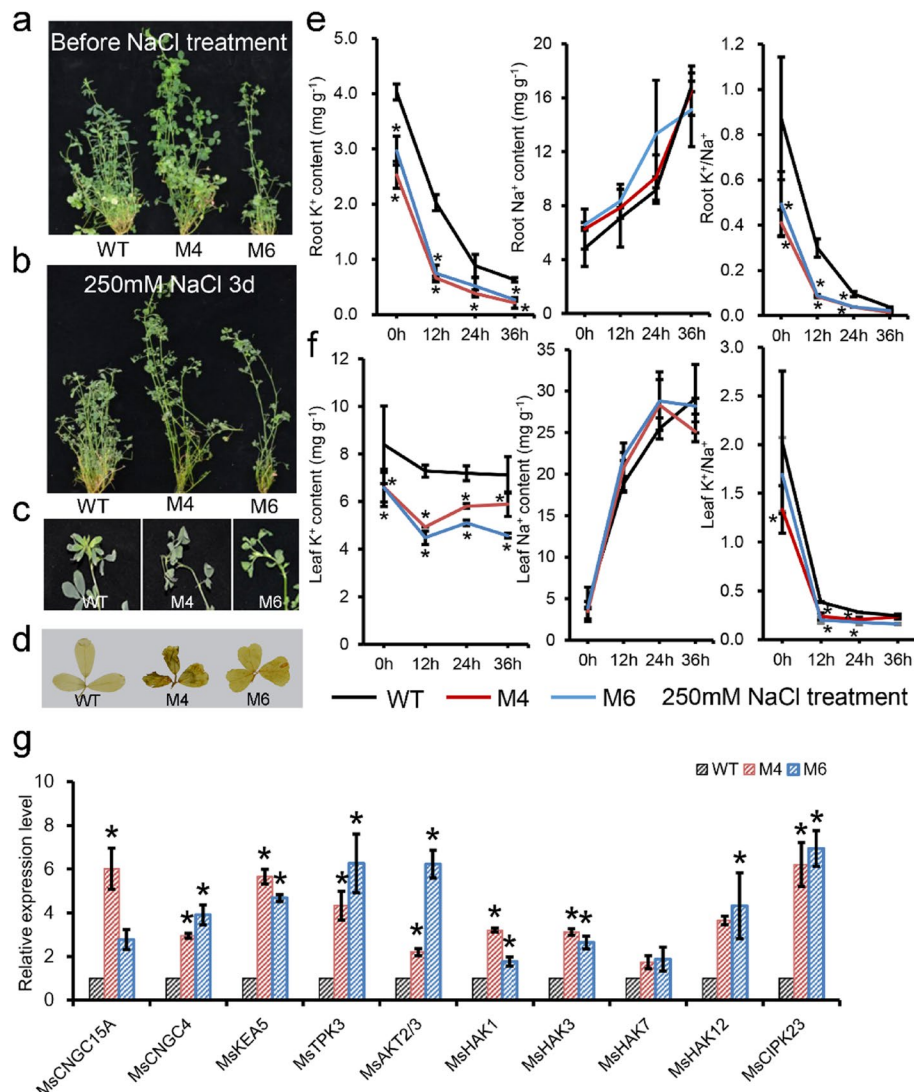 a
Before NaCl treatment
WT M4 M6
b
250mM NaCl 3d
WT M4 M6
c
WT M4 M6
d
WT M4 M6
e
Root K⁺ content (mg g⁻¹)
5.0
4.0
3.0
2.0
1.0
0.0
0h 12h 24h 36h
Root Na⁺ content (mg g⁻¹)
20
16
12
8
4
0
0h 12h 24h 36h
Root K⁺/Na⁺
1.2
1.0
0.8
0.6
0.4
0.2
0.0
0h 12h 24h 36h
f
Leaf K⁺ content (mg g⁻¹)
12
10
8
6
4
2
0
0h 12h 24h 36h
Leaf Na⁺ content (mg g⁻¹)
35
30
25
20
15
10
5
0
0h 12h 24h 36h
Leaf K⁺/Na⁺
3.0
2.5
2.0
1.5
1.0
0.5
0.0
0h 12h 24h 36h
WT M4 M6 250mM NaCl treatment
g
WT M4 M6
Relative expression level
10
8
6
4
2
0
MsCNGC15A
MsCNGC4
MsKEA5
MsTPK3
MsAKT2/3
MsHAK1
MsHAK3
MsHAK7
MsHAK12
MsCIPK23